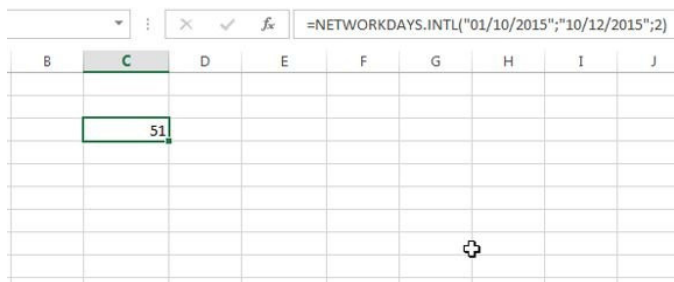 fx =NETWORKDAYS.INTL("01/10/2015";"10/12/2015";2)
B C D E F G H I J
51